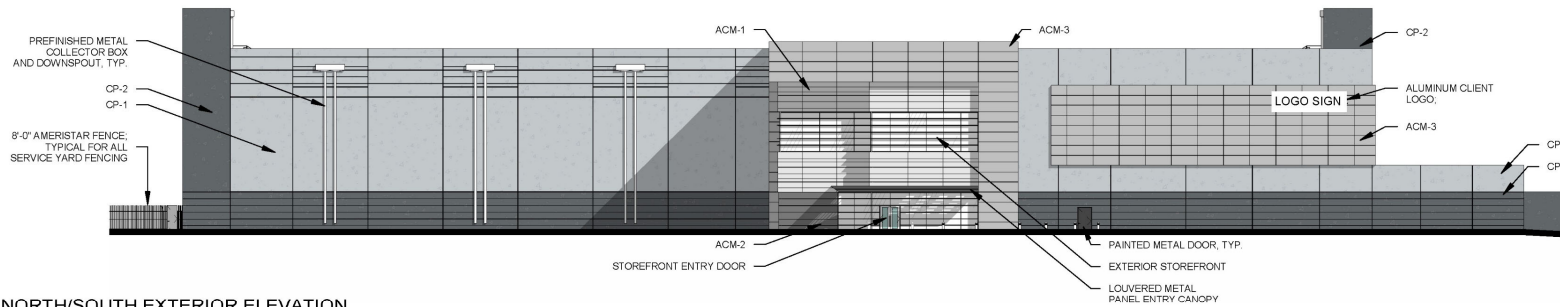 PREFINISHED METAL
COLLECTOR BOX
AND DOWNSPOUT, TYP.
CP-2
CP-1
8'-0" AMERISTAR FENCE;
TYPICAL FOR ALL
SERVICE YARD FENCING
ACM-1
ACM-3
CP-2
LOGO SIGN
ALUMINUM CLIENT
LOGO;
ACM-3
CP
CP
ACM-2
STOREFRONT ENTRY DOOR
PAINTED METAL DOOR, TYP.
EXTERIOR STOREFRONT
LOUVERED METAL
PANEL ENTRY CANOPY
NORTH/SOUTH EXTERIOR ELEVATION